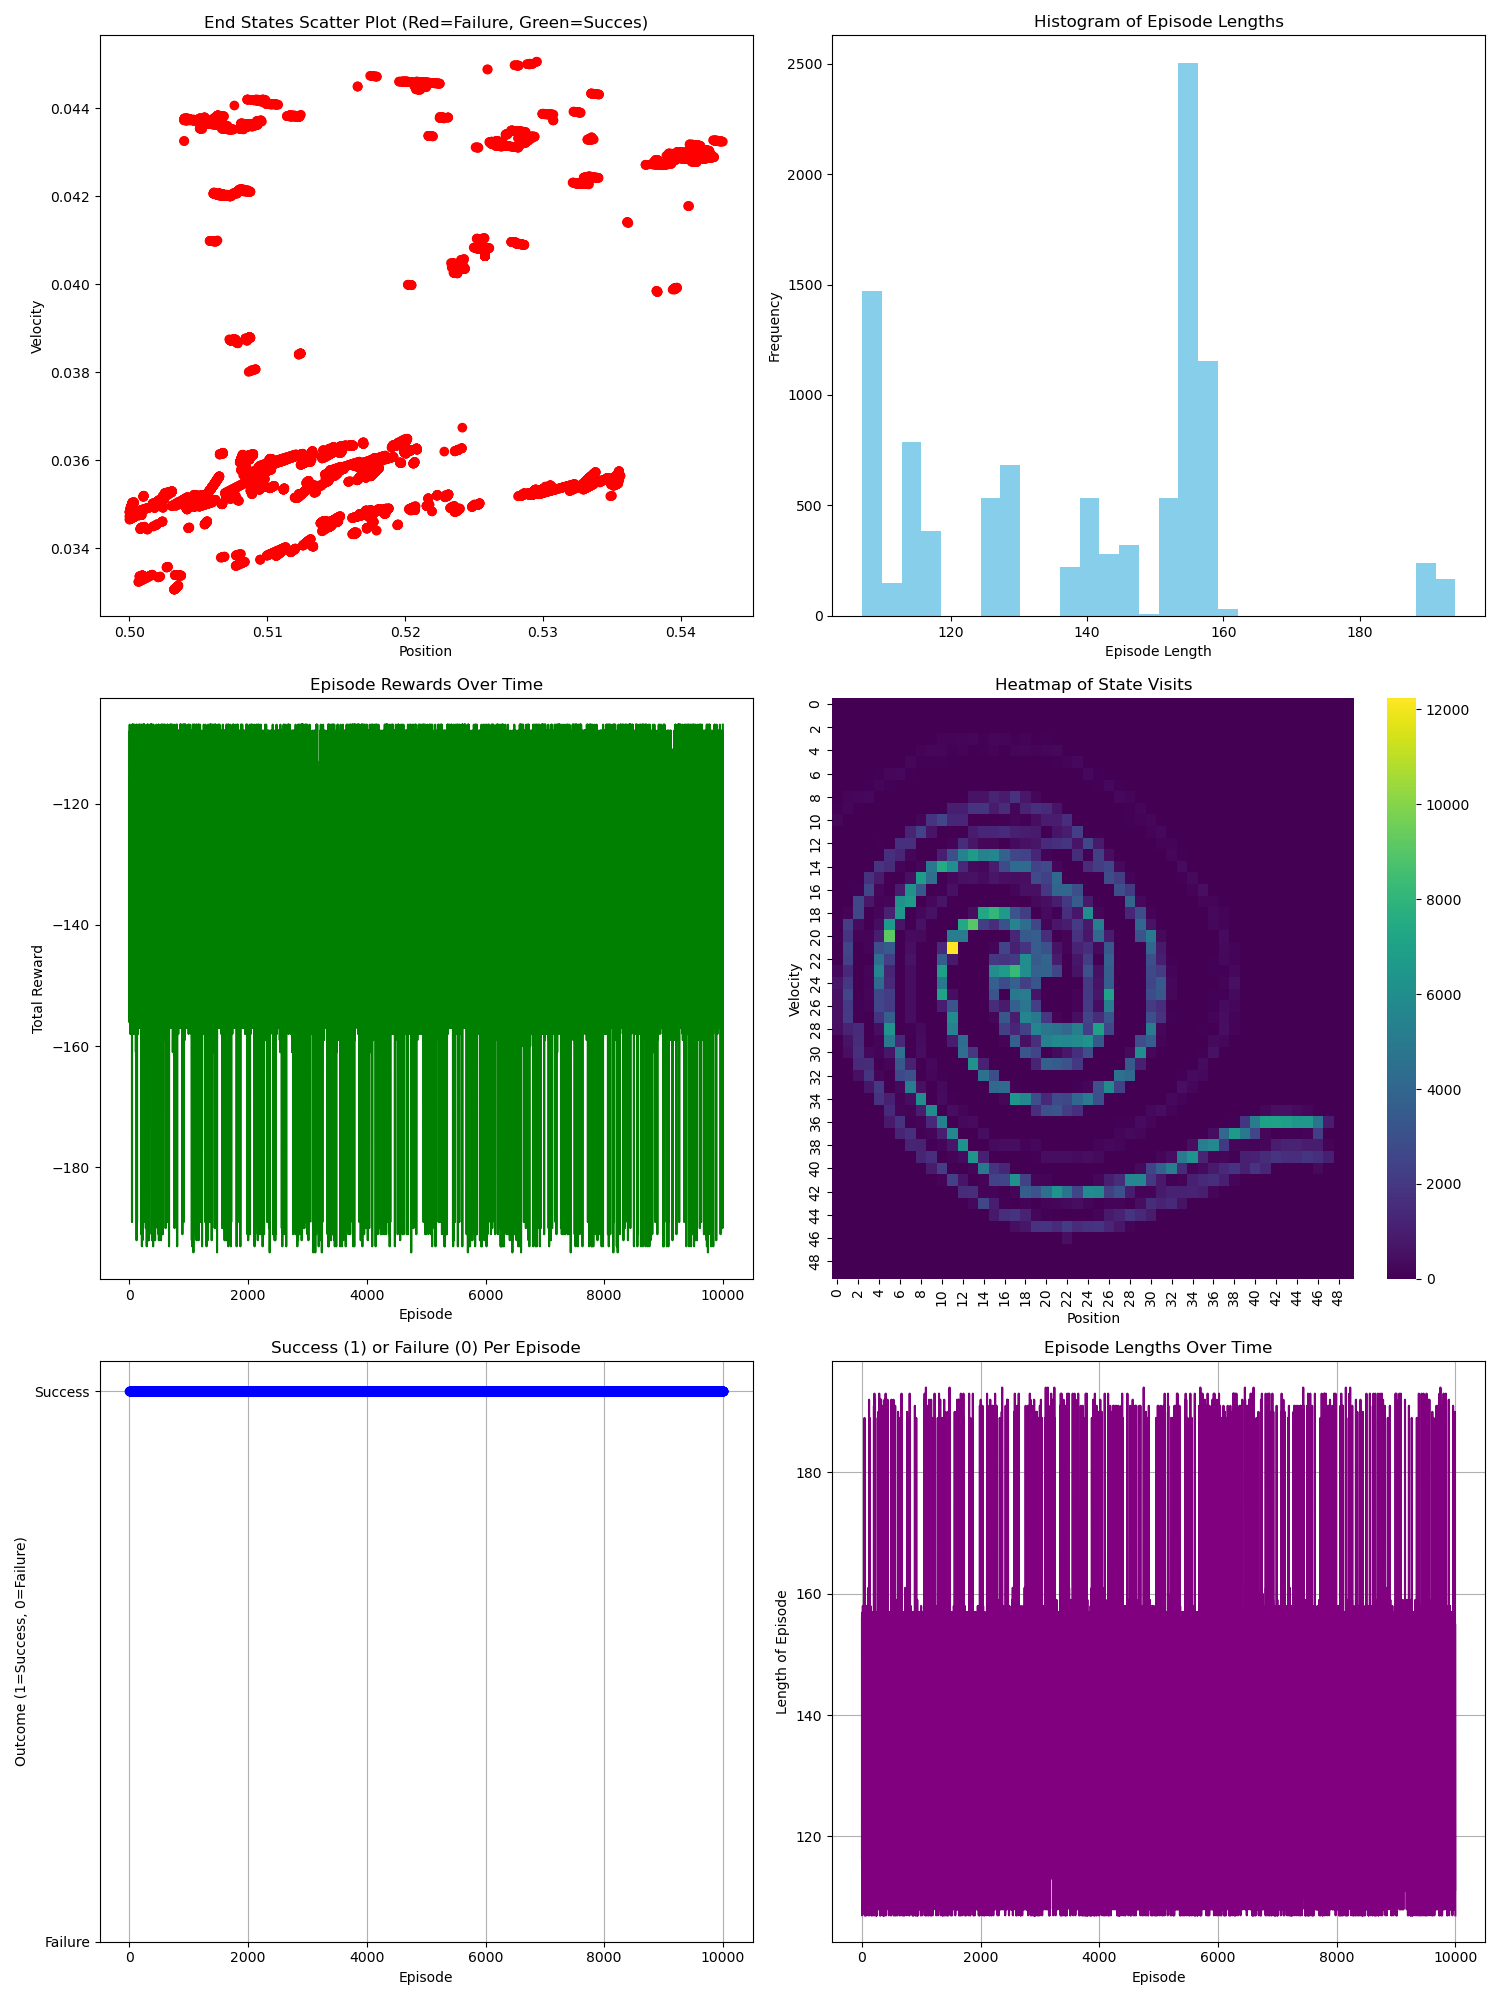 End States Scatter Plot (Red=Failure, Green=Succes)
0.044
0.042
0.040
0.038
0.036
0.034
Velocity
0.50 0.51 0.52 0.53 0.54
Position
Histogram of Episode Lengths
2500
2000
1500
1000
500
0
Frequency
120 140 160 180
Episode Length
Episode Rewards Over Time
−120
−140
−160
−180
Total Reward
0 2000 4000 6000 8000 10000
Episode
Heatmap of State Visits
0
2
4
6
8
10
12
14
16
18
20
22
24
26
28
30
32
34
36
38
40
42
44
46
48
Velocity
0 2 4 6 8 10 12 14 16 18 20 22 24 26 28 30 32 34 36 38 40 42 44 46 48
Position
12000
10000
8000
6000
4000
2000
0
Success (1) or Failure (0) Per Episode
Success
Failure
Outcome (1=Success, 0=Failure)
0 2000 4000 6000 8000 10000
Episode
Episode Lengths Over Time
180
160
140
120
Length of Episode
0 2000 4000 6000 8000 10000
Episode